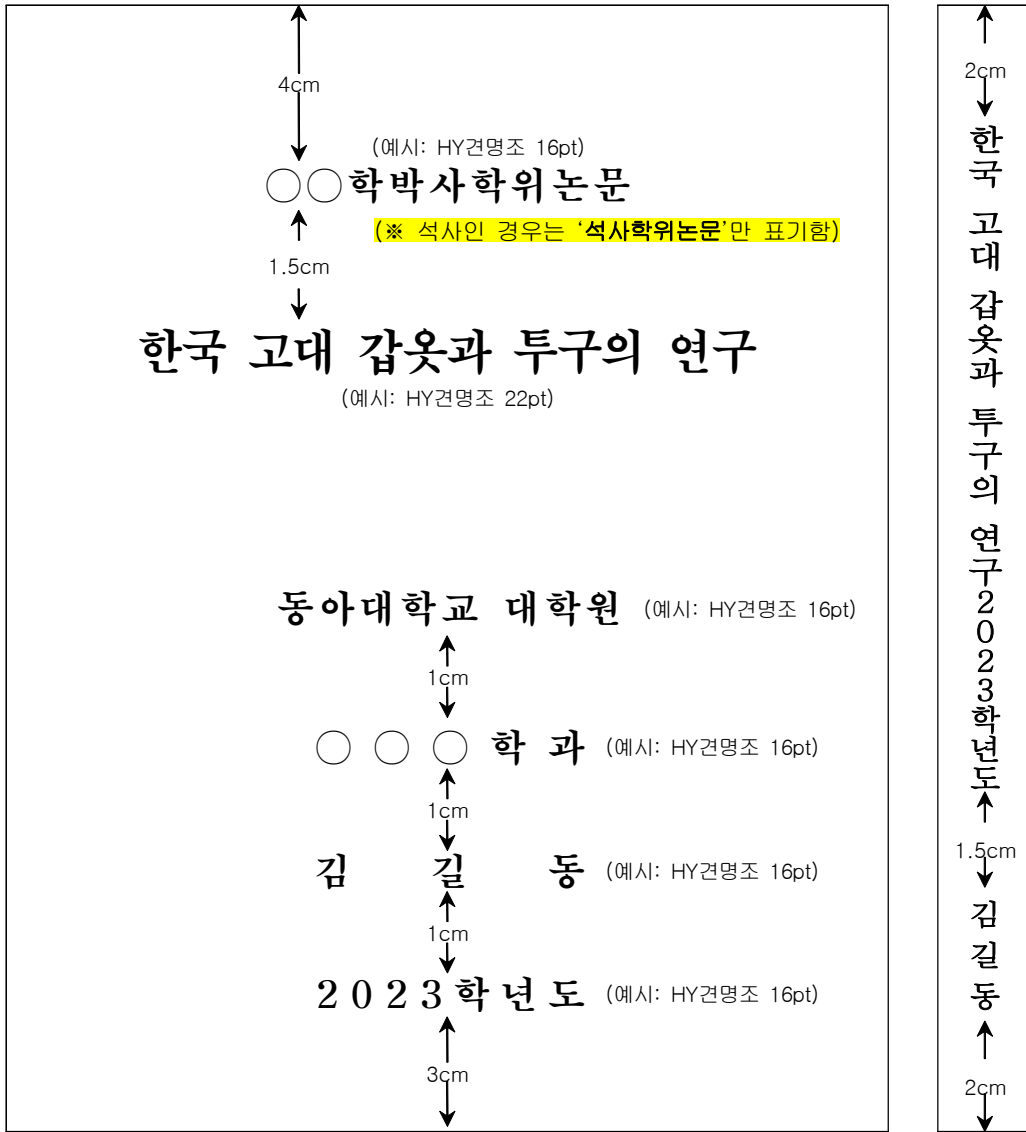 4cm
(예시: HY견명조 16pt)
○○학박사학위논문
(※ 석사인 경우는 ‘석사학위논문’만 표기함)
1.5cm
한국 고대 갑옷과 투구의 연구
(예시: HY견명조 22pt)
동아대학교 대학원 (예시: HY견명조 16pt)
1cm
○ ○ ○ 학 과 (예시: HY견명조 16pt)
1cm
김 길 동 (예시: HY견명조 16pt)
1cm
2023학년도 (예시: HY견명조 16pt)
3cm
2cm
한국 고대 갑옷과 투구의 연구2023학년도
1.5cm
김길동
2cm